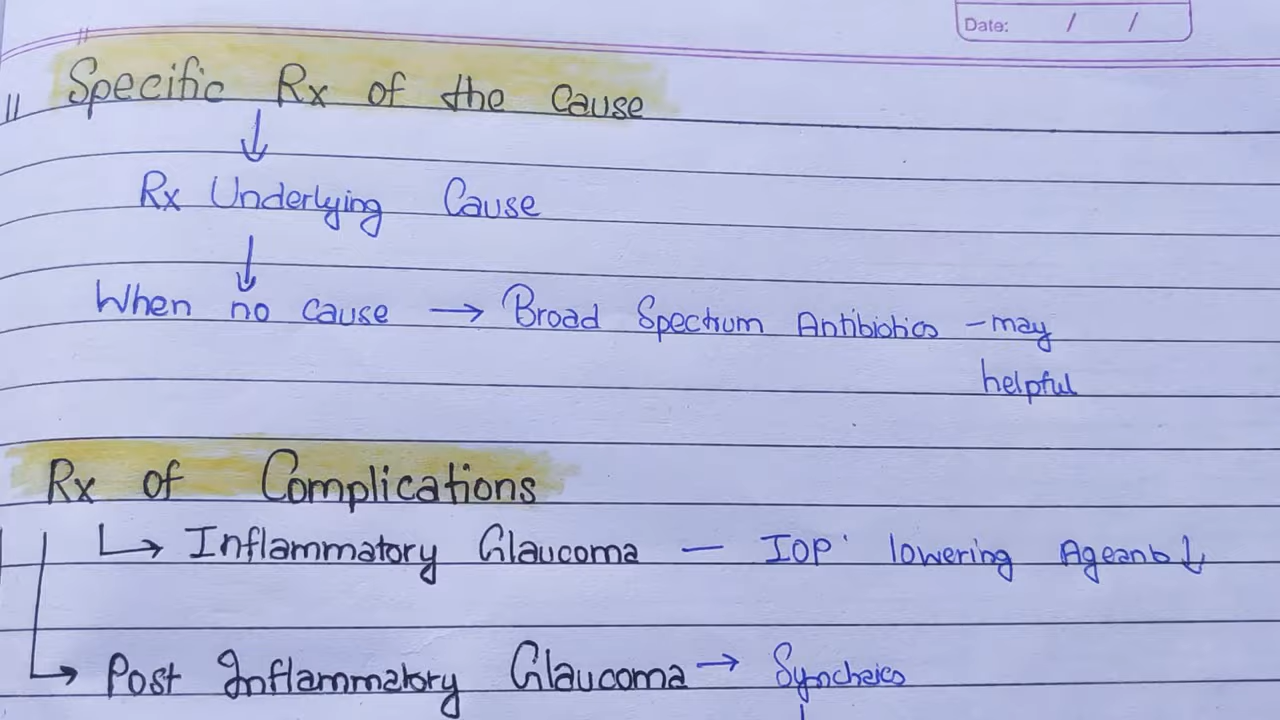 Date: / /
Specific Rx of the Cause
Rx Underlying Cause
When no cause → Broad Spectrum Antibiotics - may
helpful
Rx of Complications
↳ Inflammatory Glaucoma — IOP lowering Ageants ↓
↳ Post Inflammatory Glaucoma → Syncheics